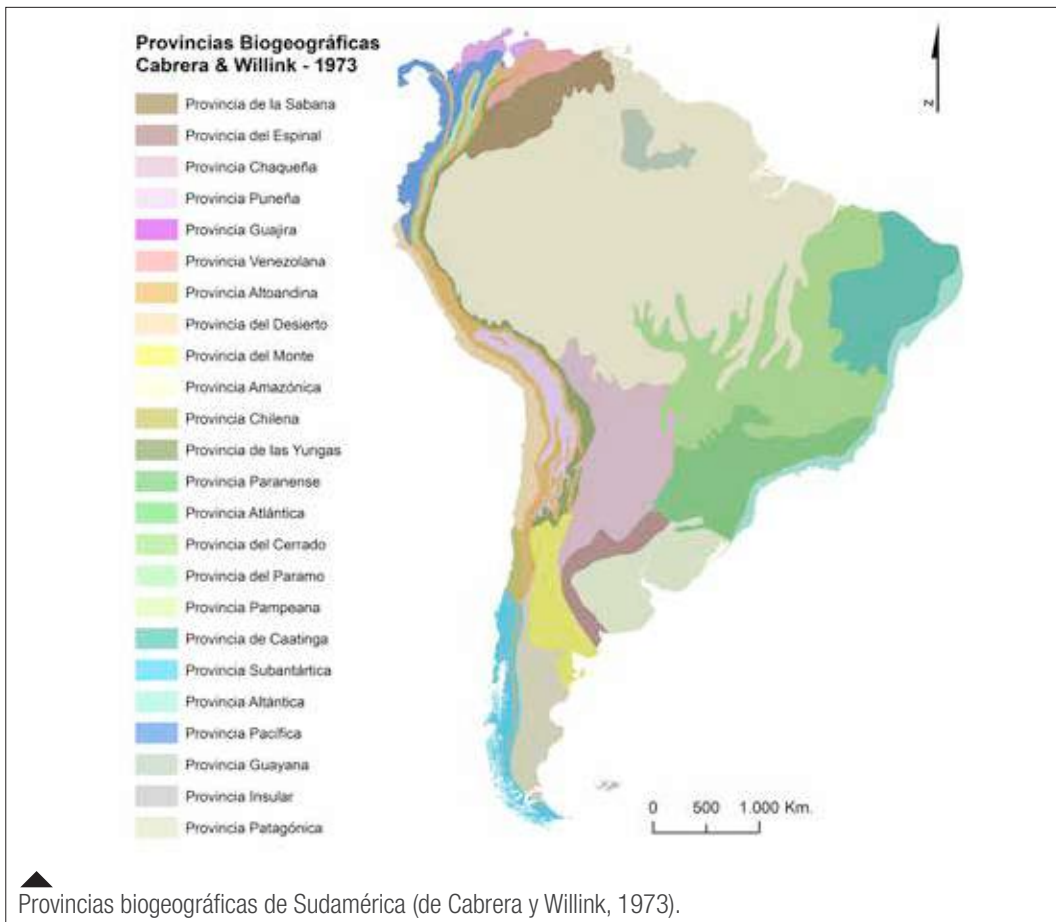 Provincias Biogeográficas
Cabrera & Willink - 1973
Provincia de la Sabana
Provincia del Espinal
Provincia Chaqueña
Provincia Puneña
Provincia Guajira
Provincia Venezolana
Provincia Altoandina
Provincia del Desierto
Provincia del Monte
Provincia Amazónica
Provincia Chilena
Provincia de las Yungas
Provincia Paranense
Provincia Atlántica
Provincia del Cerrado
Provincia del Paramo
Provincia Pampeana
Provincia de Caatinga
Provincia Subantártica
Provincia Altántica
Provincia Pacífica
Provincia Guayana
Provincia Insular
Provincia Patagónica
N
0 500 1.000 Km.
Provincias biogeográficas de Sudamérica (de Cabrera y Willink, 1973).